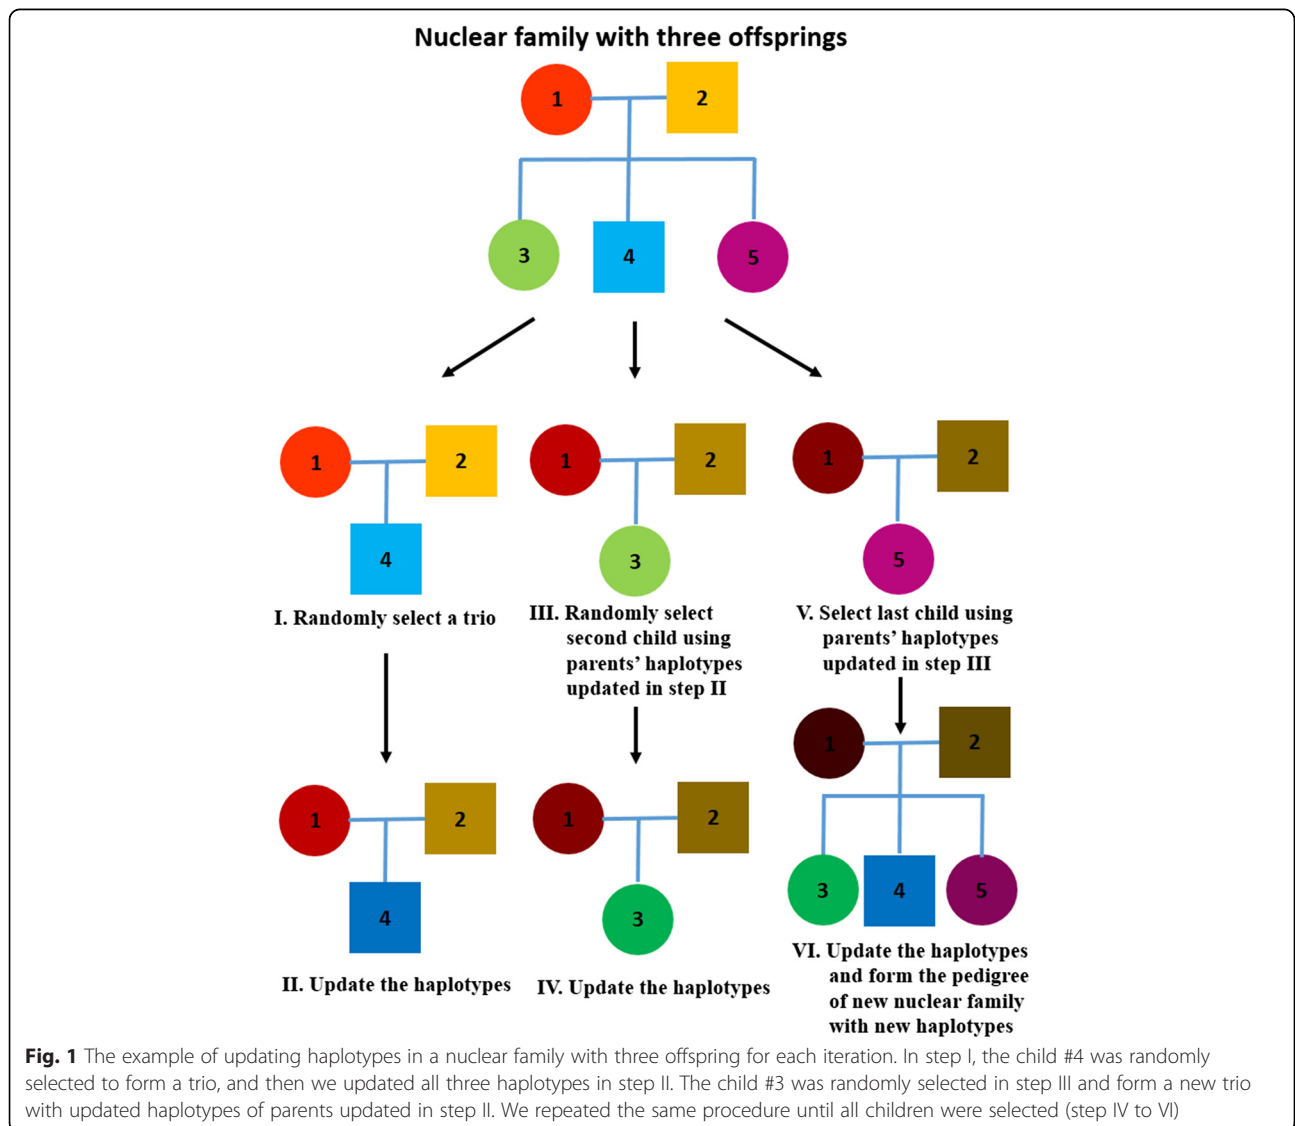 Nuclear family with three offsprings
1
2
3
4
5
1
2
4
I. Randomly select a trio
1
2
3
III. Randomly select
second child using
parents’ haplotypes
updated in step II
1
2
5
V. Select last child using
parents’ haplotypes
updated in step III
1
2
4
II. Update the haplotypes
1
2
3
IV. Update the haplotypes
1
2
3
4
5
VI. Update the haplotypes
and form the pedigree
of new nuclear family
with new haplotypes
Fig. 1 The example of updating haplotypes in a nuclear family with three offspring for each iteration. In step I, the child #4 was randomly
selected to form a trio, and then we updated all three haplotypes in step II. The child #3 was randomly selected in step III and form a new trio
with updated haplotypes of parents updated in step II. We repeated the same procedure until all children were selected (step IV to VI)